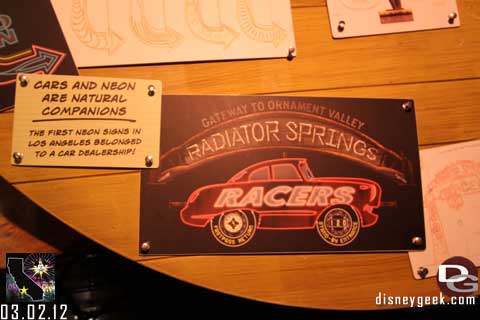 CARS AND NEON
ARE NATURAL
COMPANIONS
THE FIRST NEON SIGNS IN
LOS ANGELES BELONGED
TO A CAR DEALERSHIP!
GATEWAY TO ORNAMENT VALLEY
RADIATOR SPRINGS
RACERS
03.02.12
DG
disneygeek.com